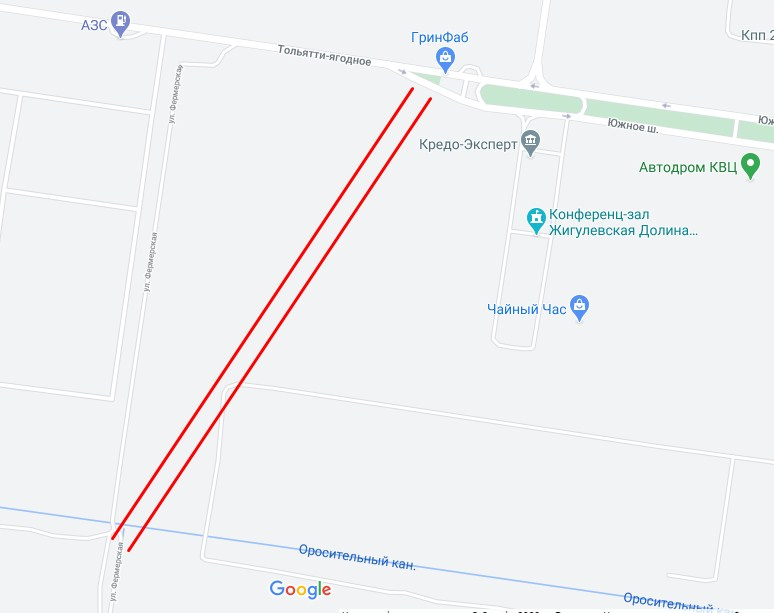 АЗС
ГринФаб
Кпп 2
Тольятти-ягодное
ул. Фермерская
Южное ш.
Кредо-Эксперт
Автодром КВЦ
Конференц-зал
Жигулевская Долина...
ул. Фермерская
Чайный Час
Оросительный кан.
ул. Фермерская
Google
Оросительный кан